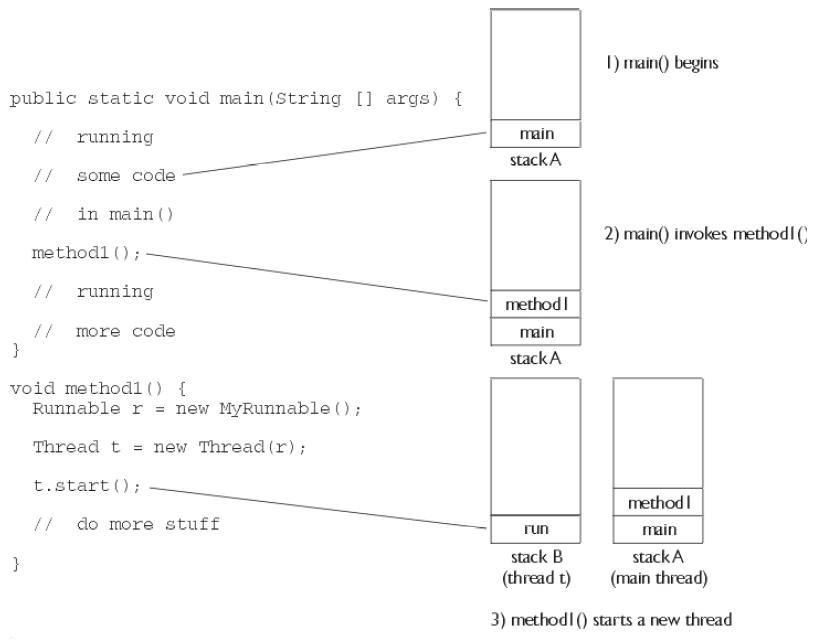 1) main() begins
public static void main(String [] args) {
// running
main
// some code
stack A
// in main()
2) main() invokes method1()
method1();
// running
method1
// more code
main
}
stack A
void method1() {
Runnable r = new MyRunnable();
Thread t = new Thread(r);
t.start();
method1
// do more stuff
run
main
}
stack B
(thread t)
stack A
(main thread)
3) method1() starts a new thread